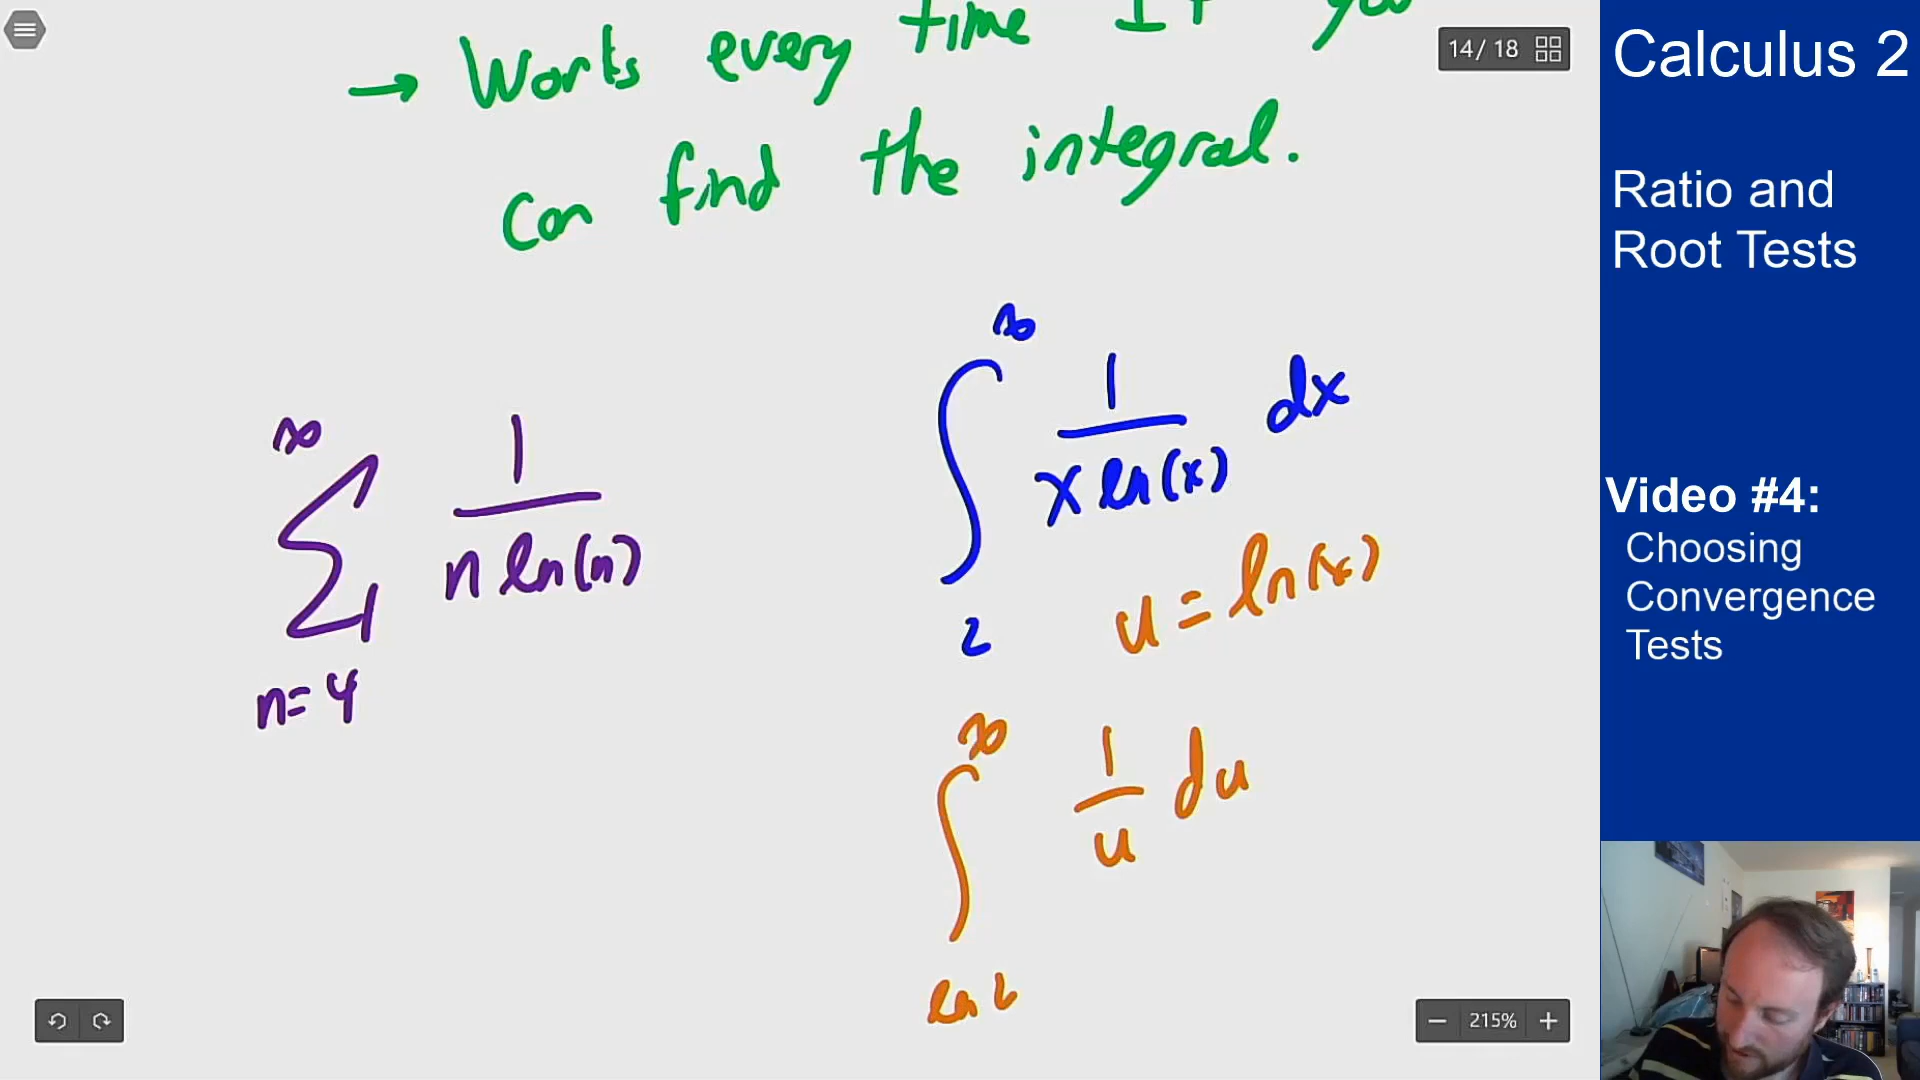 → Works every time If you
can find the integral.
14/ 18
∞
∑ 1/(n ln(n))
n=4
∞
∫ 1/(x ln(x)) dx
2
u = ln(x)
∞
∫ 1/u du
ln 2
215%
Calculus 2
Ratio and
Root Tests
Video #4:
Choosing
Convergence
Tests